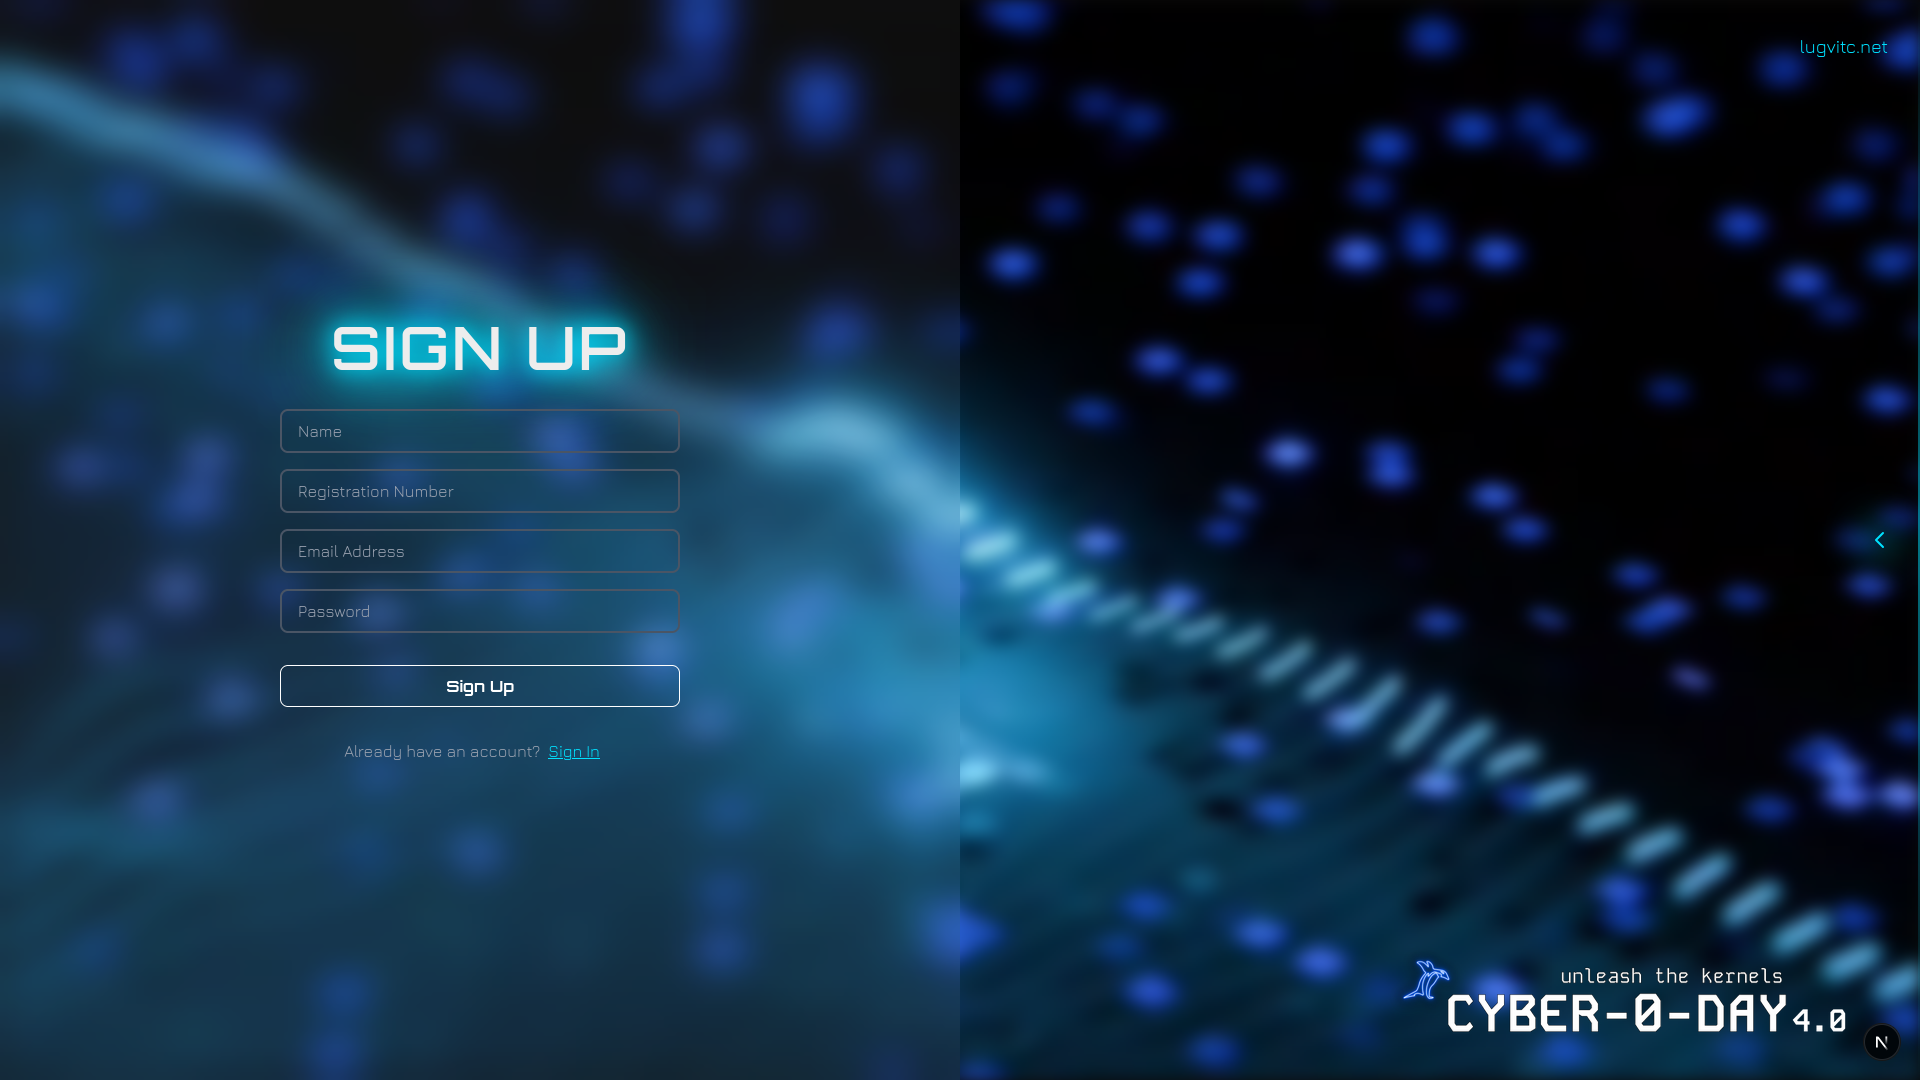 lugvitc.net
SIGN UP
Name
Registration Number
Email Address
Password
Sign Up
Already have an account? Sign In
unleash the kernels
CYBER-0-DAY 4.0
N